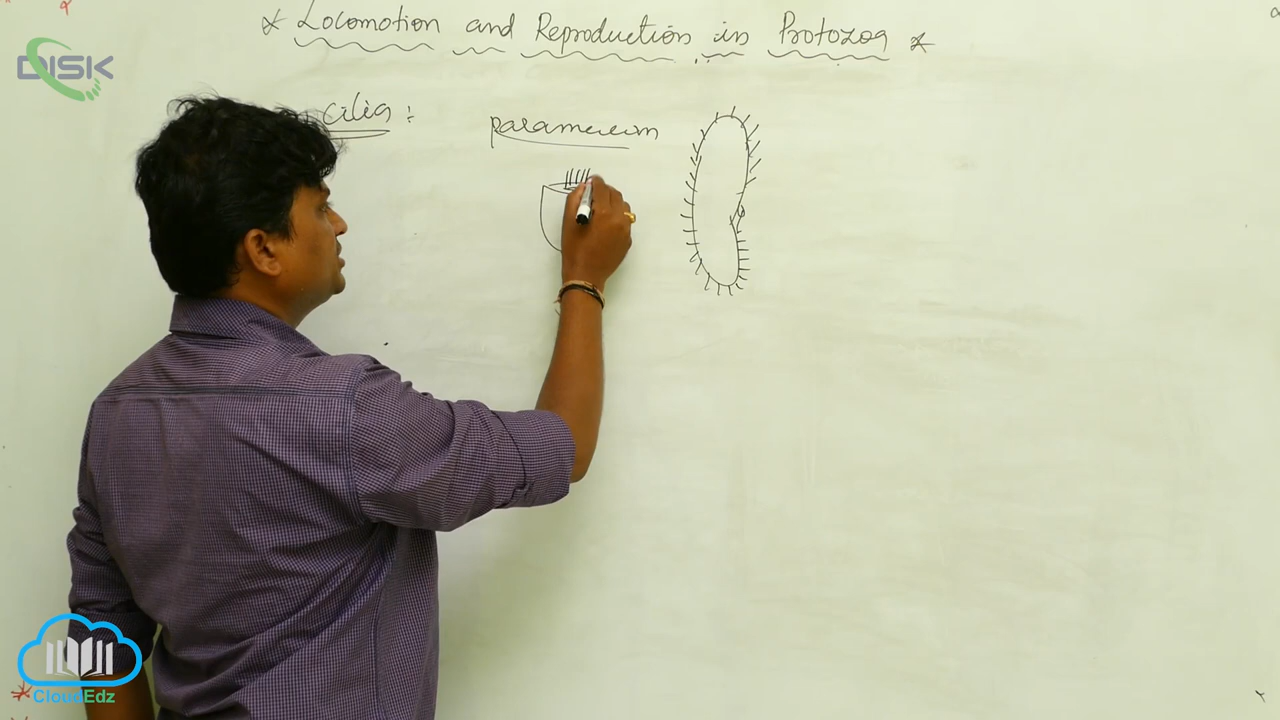 * Locomotion and Reproduction in Protozoa *
DISK
cilia :
paramecium
CloudEdz